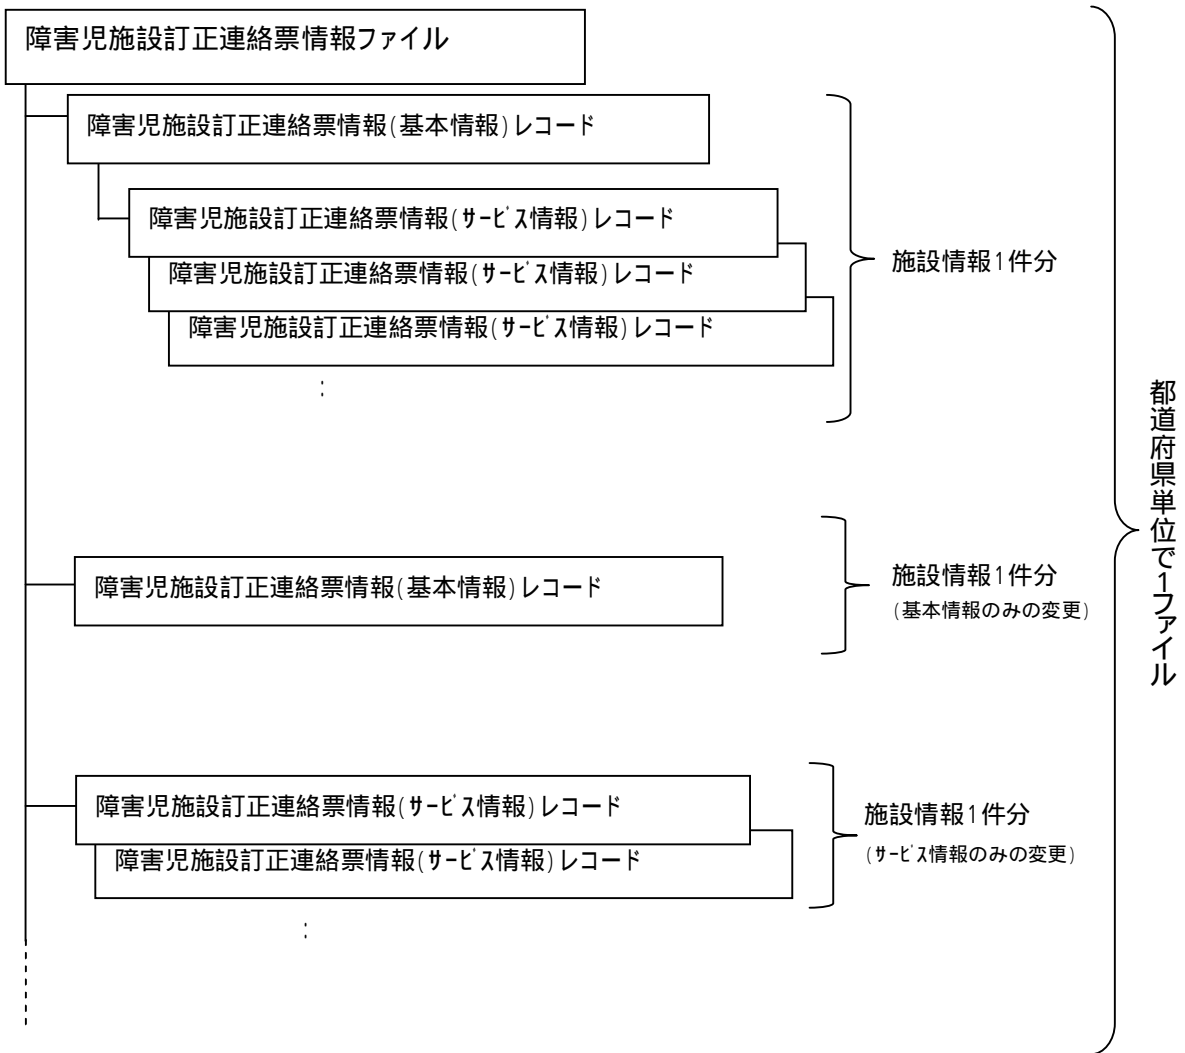 障害児施設訂正連絡票情報ファイル
障害児施設訂正連絡票情報(基本情報)レコード
障害児施設訂正連絡票情報(ｻｰﾋﾞｽ情報)レコード
障害児施設訂正連絡票情報(ｻｰﾋﾞｽ情報)レコード
障害児施設訂正連絡票情報(ｻｰﾋﾞｽ情報)レコード
:
施設情報1件分
障害児施設訂正連絡票情報(基本情報)レコード
施設情報1件分
(基本情報のみの変更)
障害児施設訂正連絡票情報(ｻｰﾋﾞｽ情報)レコード
障害児施設訂正連絡票情報(ｻｰﾋﾞｽ情報)レコード
:
施設情報1件分
(ｻｰﾋﾞｽ情報のみの変更)
都道府県単位で1ファイル